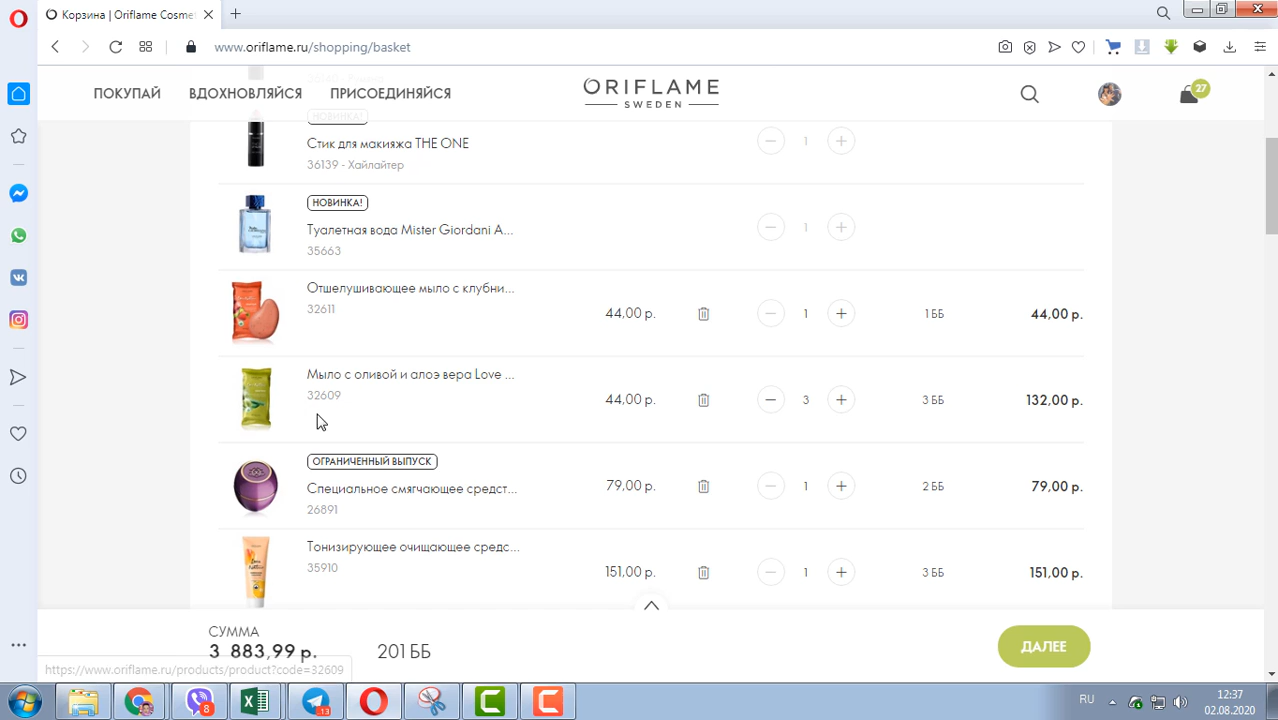 Корзина | Oriflame Cosmet
www.oriflame.ru/shopping/basket
ПОКУПАЙ ВДОХНОВЛЯЙСЯ ПРИСОЕДИНЯЙСЯ
ORIFLAME
SWEDEN
27
НОВИНКА!
Стик для макияжа THE ONE
36139 - Хайлайтер
1
НОВИНКА!
Туалетная вода Mister Giordani A...
35663
1
Отшелушивающее мыло с клубни...
32611
44,00 р. 1 1 ББ 44,00 р.
Мыло с оливой и алоэ вера Love ...
32609
44,00 р. 3 3 ББ 132,00 р.
ОГРАНИЧЕННЫЙ ВЫПУСК
Специальное смягчающее средст...
26891
79,00 р. 1 2 ББ 79,00 р.
Тонизирующее очищающее средс...
35910
151,00 р. 1 3 ББ 151,00 р.
СУММА
3 883,99 р. 201 ББ
ДАЛЕЕ
https://www.oriflame.ru/products/product?code=32609
8
13
RU
12:37
02.08.2020